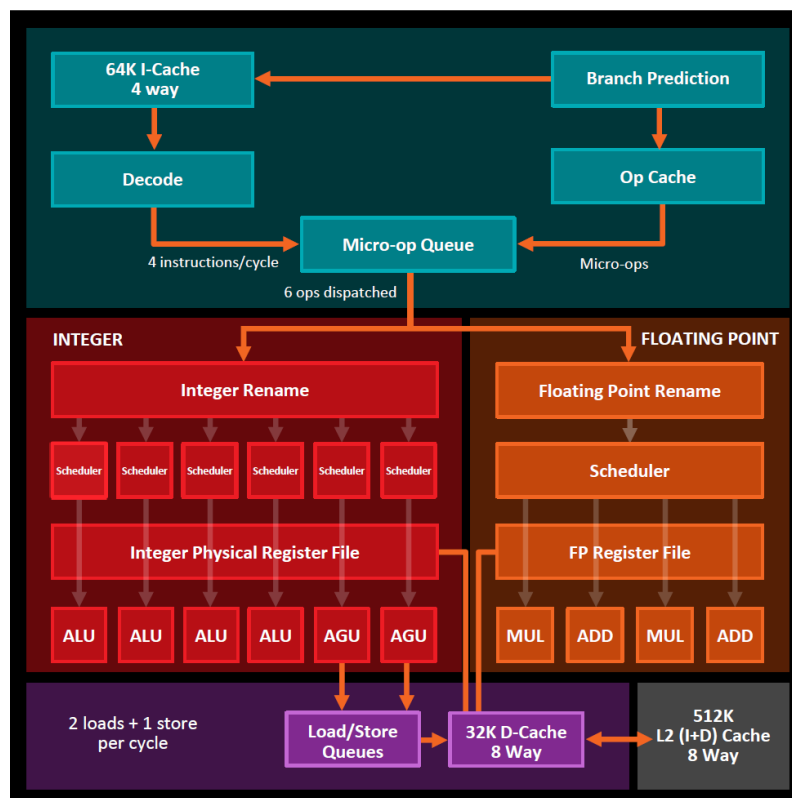 64K I-Cache
4 way
Branch Prediction
Decode
Op Cache
Micro-op Queue
4 instructions/cycle
Micro-ops
6 ops dispatched
INTEGER
FLOATING POINT
Integer Rename
Floating Point Rename
Scheduler
Scheduler
Scheduler
Scheduler
Scheduler
Scheduler
Scheduler
Integer Physical Register File
FP Register File
ALU
ALU
ALU
ALU
AGU
AGU
MUL
ADD
MUL
ADD
2 loads + 1 store
per cycle
Load/Store
Queues
32K D-Cache
8 Way
512K
L2 (I+D) Cache
8 Way